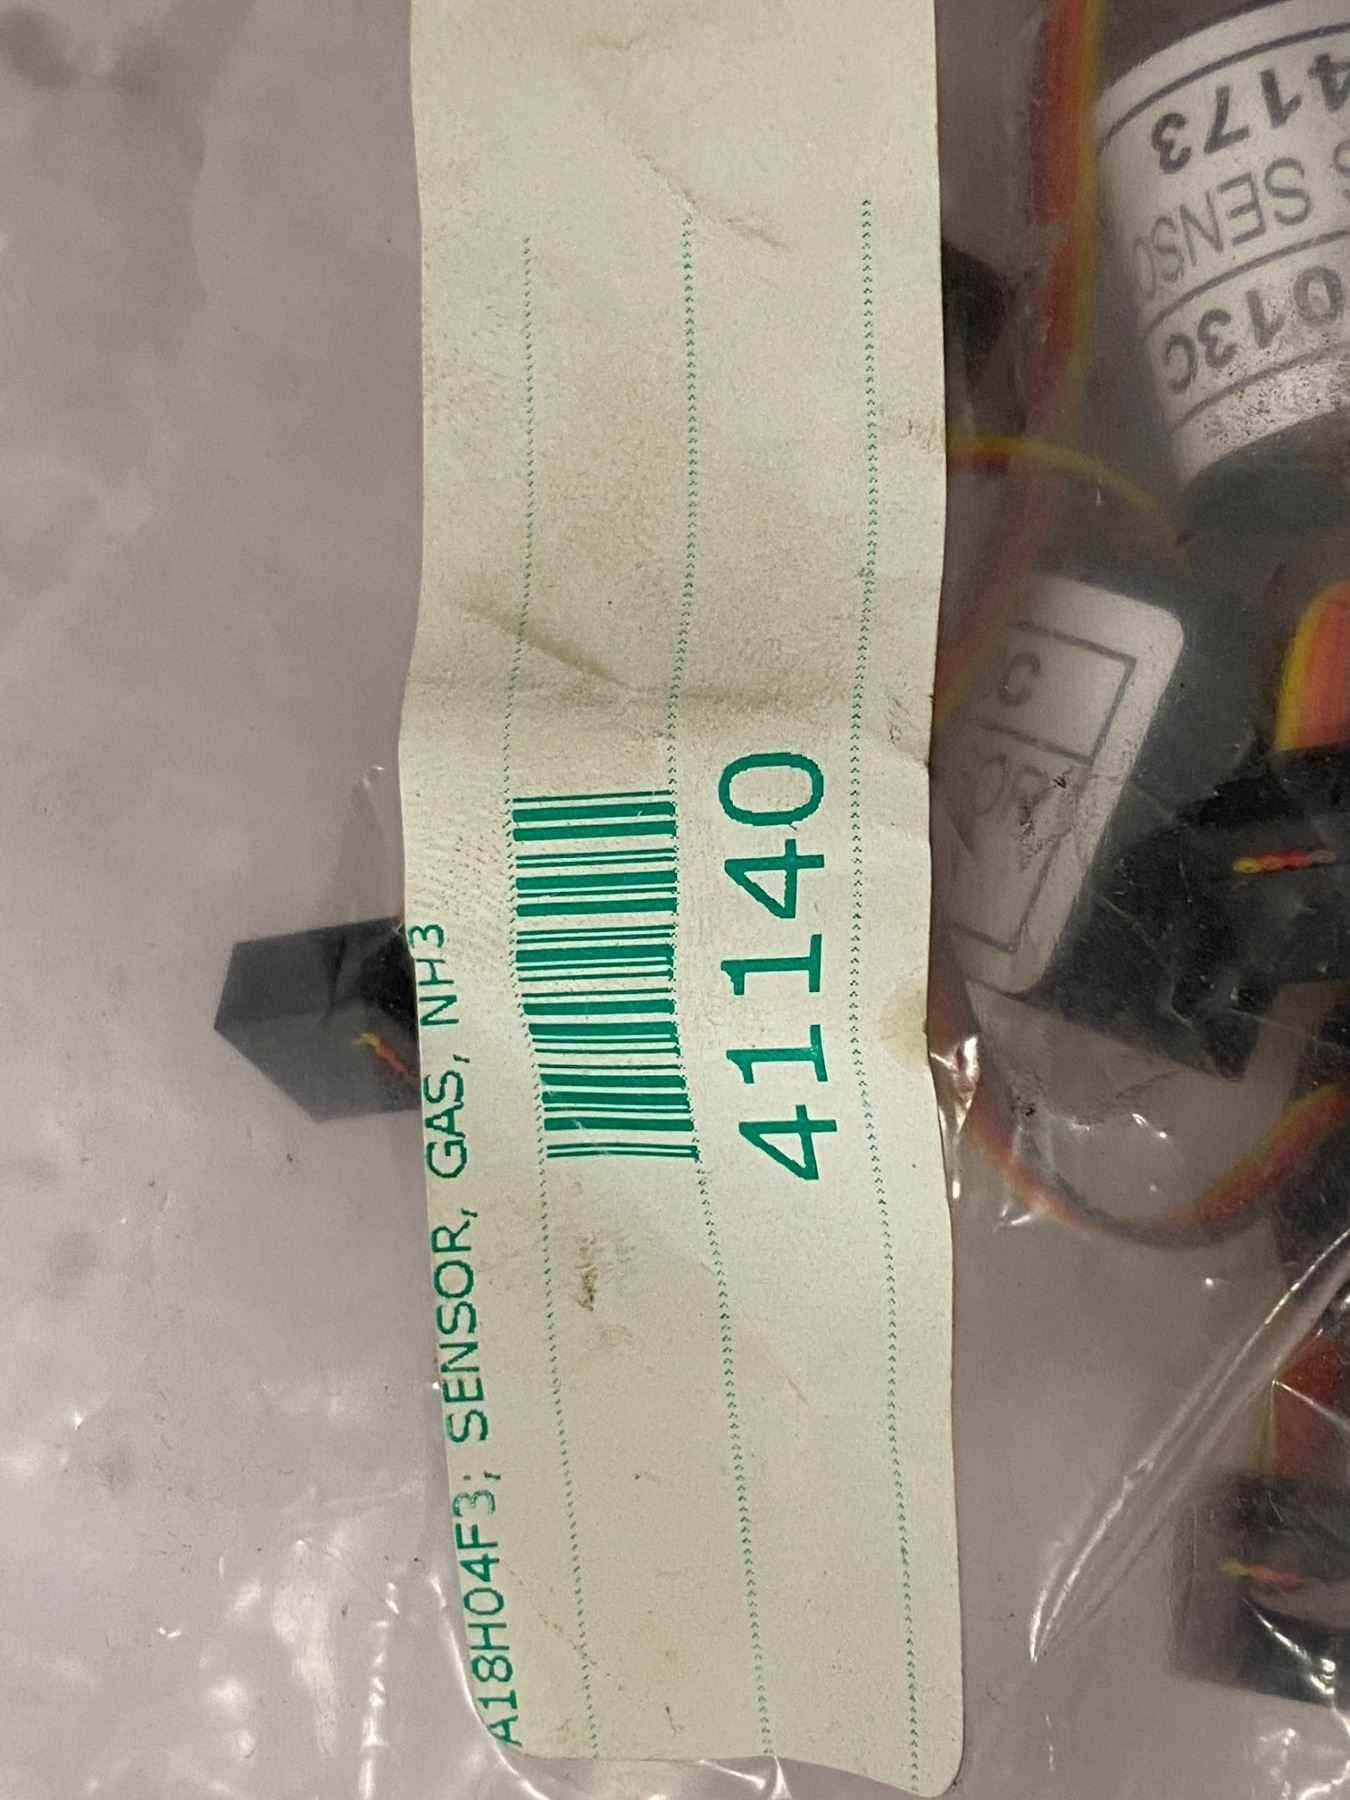 A18H04F3; SENSOR, GAS, NH3
41140
4173
SENSO
013C